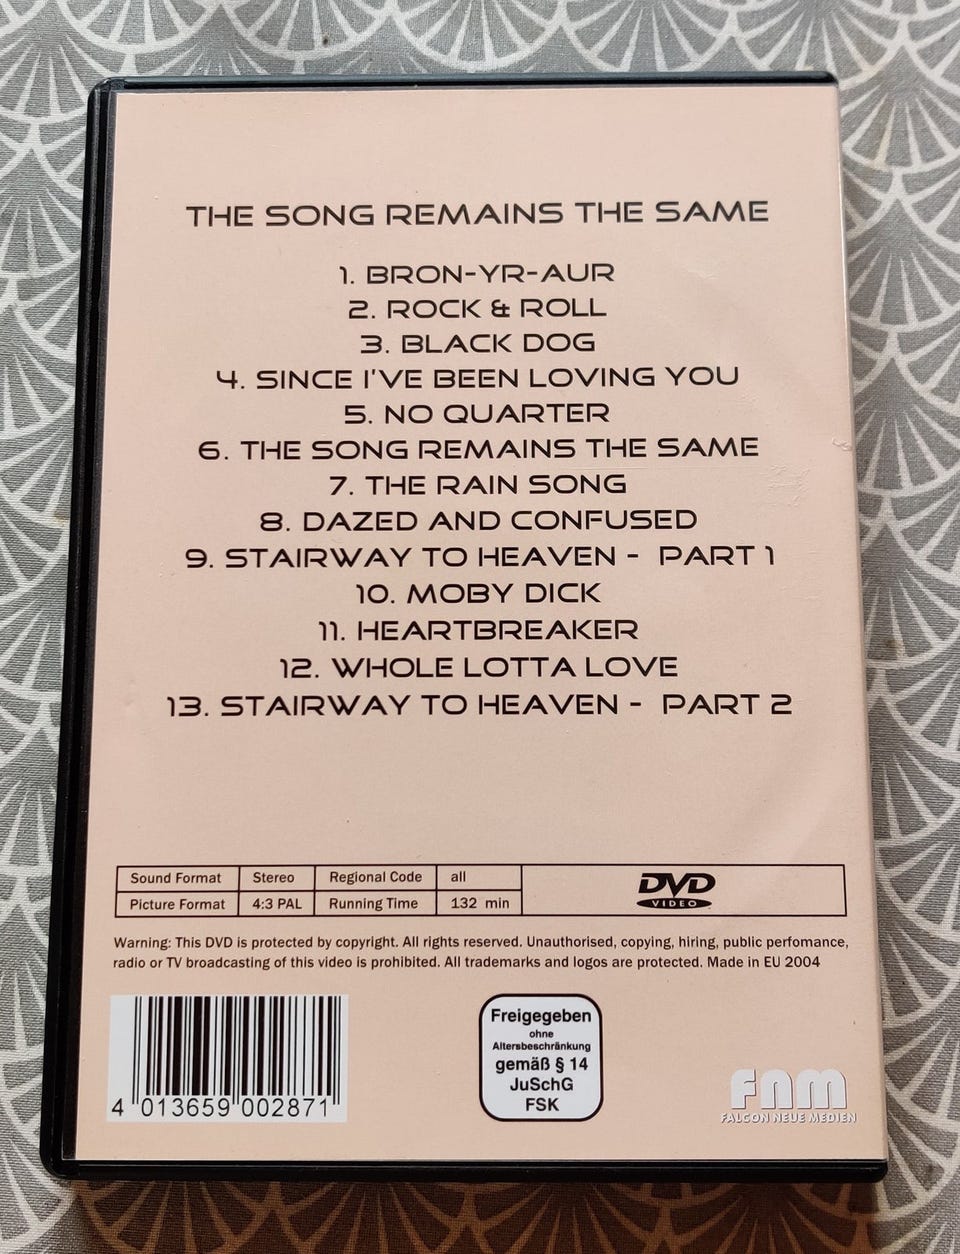 THE SONG REMAINS THE SAME
1. BRON-YR-AUR
2. ROCK & ROLL
3. BLACK DOG
4. SINCE I'VE BEEN LOVING YOU
5. NO QUARTER
6. THE SONG REMAINS THE SAME
7. THE RAIN SONG
8. DAZED AND CONFUSED
9. STAIRWAY TO HEAVEN - PART 1
10. MOBY DICK
11. HEARTBREAKER
12. WHOLE LOTTA LOVE
13. STAIRWAY TO HEAVEN - PART 2
Sound Format Stereo Regional Code all
Picture Format 4:3 PAL Running Time 132 min
DVD
VIDEO
Warning: This DVD is protected by copyright. All rights reserved. Unauthorised, copying, hiring, public perfomance,
radio or TV broadcasting of this video is prohibited. All trademarks and logos are protected. Made in EU 2004
4 013659 002871
Freigegeben
ohne
Altersbeschränkung
gemäß § 14
JuSchG
FSK
fnm
FALCON NEUE MEDIEN